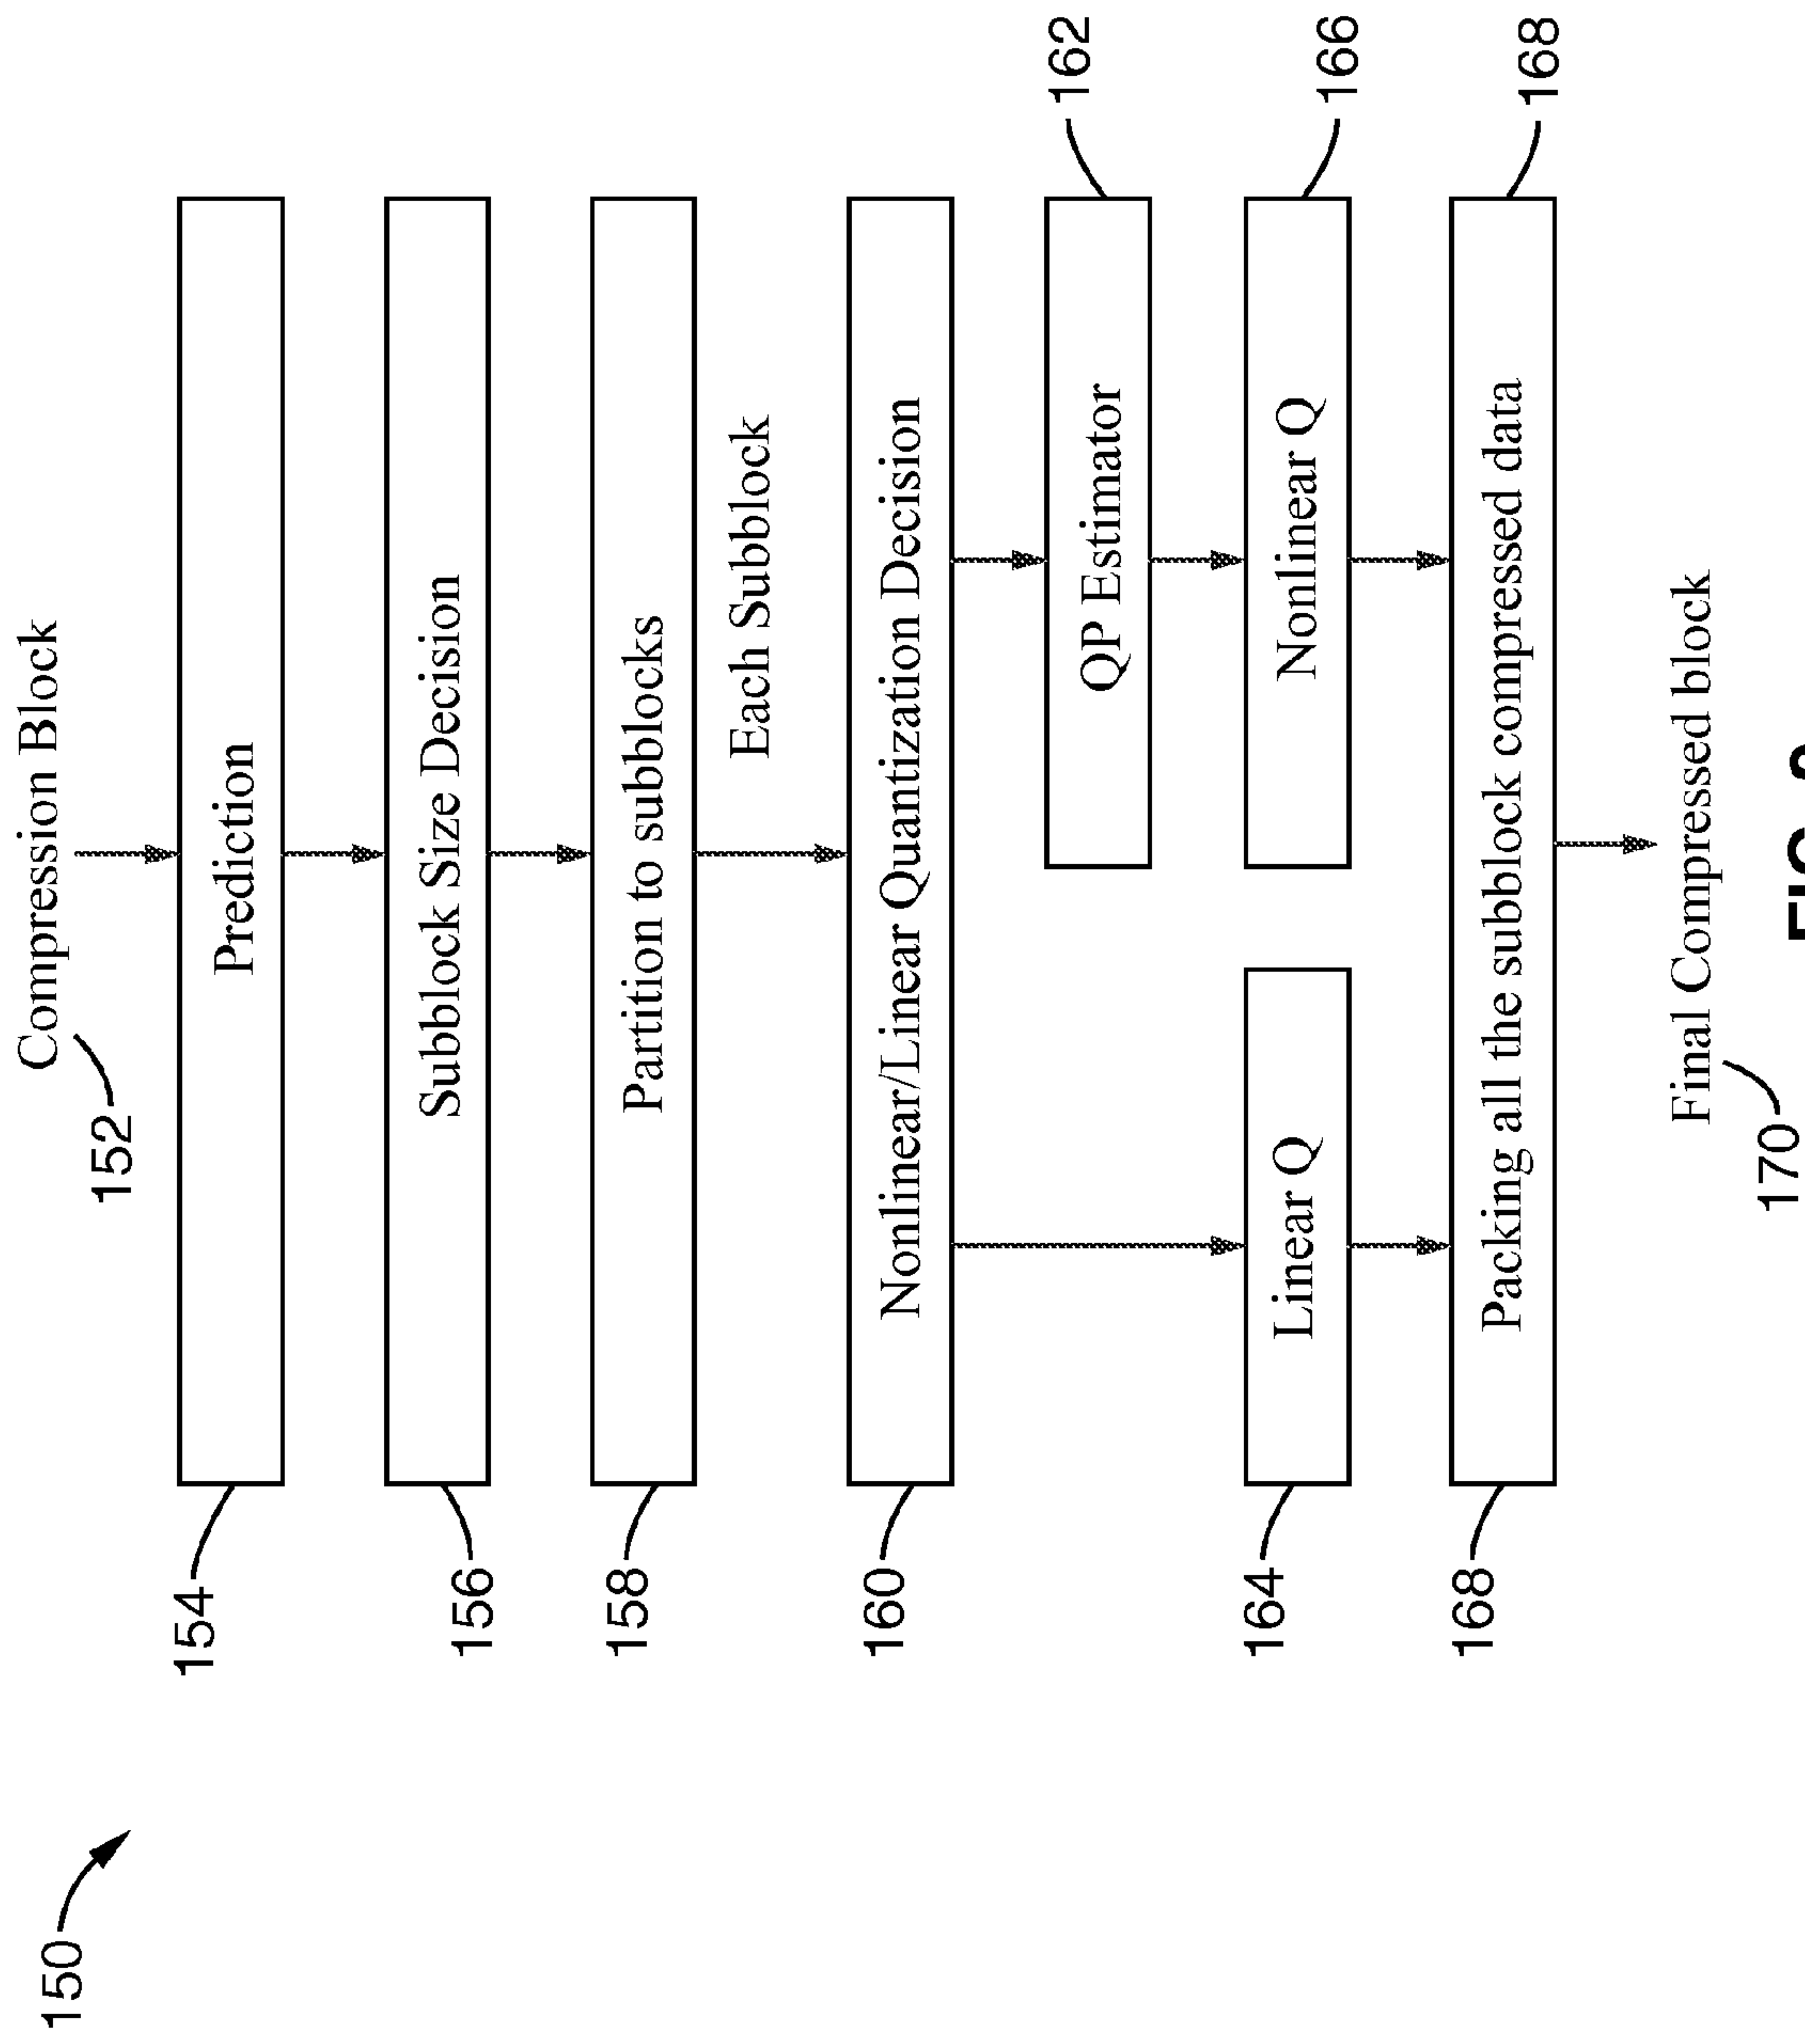 150
Compression Block
152
154
Prediction
156
Subblock Size Decision
158
Partition to subblocks
Each Subblock
160
Nonlinear/Linear Quantization Decision
QP Estimator
162
164
Linear Q
Nonlinear Q
166
168
Packing all the subblock compressed data
168
Final Compressed block
170
FIG